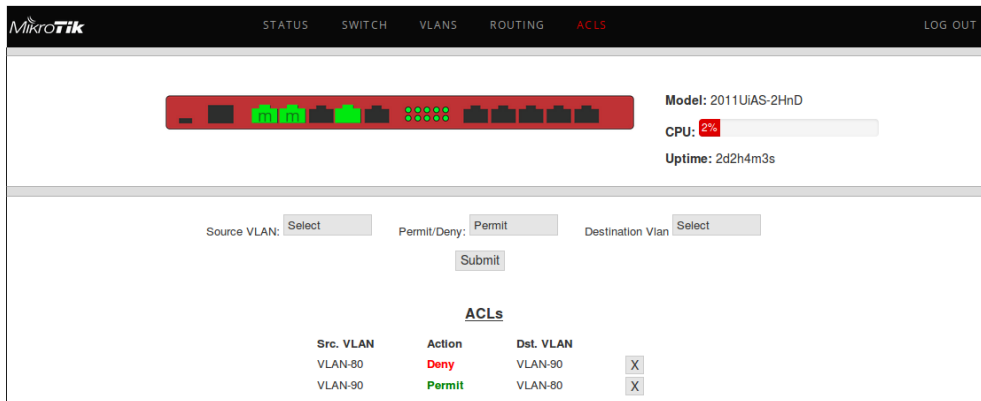 MikroTik STATUS SWITCH VLANS ROUTING ACLS LOG OUT
m m
Model: 2011UiAS-2HnD
CPU: 2%
Uptime: 2d2h4m3s
Source VLAN: Select Permit/Deny: Permit Destination Vlan Select
Submit
ACLs
Src. VLAN Action Dst. VLAN
VLAN-80 Deny VLAN-90 X
VLAN-90 Permit VLAN-80 X